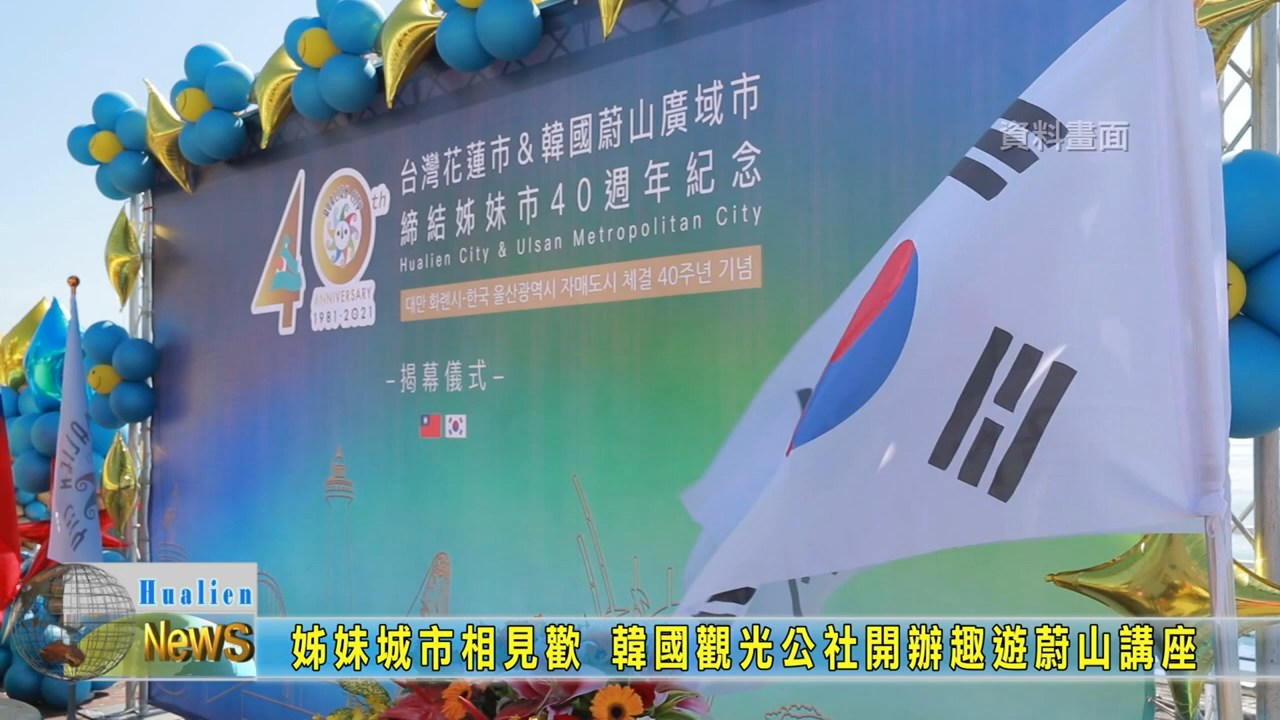 資料畫面
台灣花蓮市&韓國蔚山廣域市
締結姊妹市40週年紀念
Hualien City & Ulsan Metropolitan City
대만 화롄시-한국 울산광역시 자매도시 체결 40주년 기념
40th
ANNIVERSARY
1981-2021
–揭幕儀式–
Hualien
News
姊妹城市相見歡 韓國觀光公社開辦趣遊蔚山講座